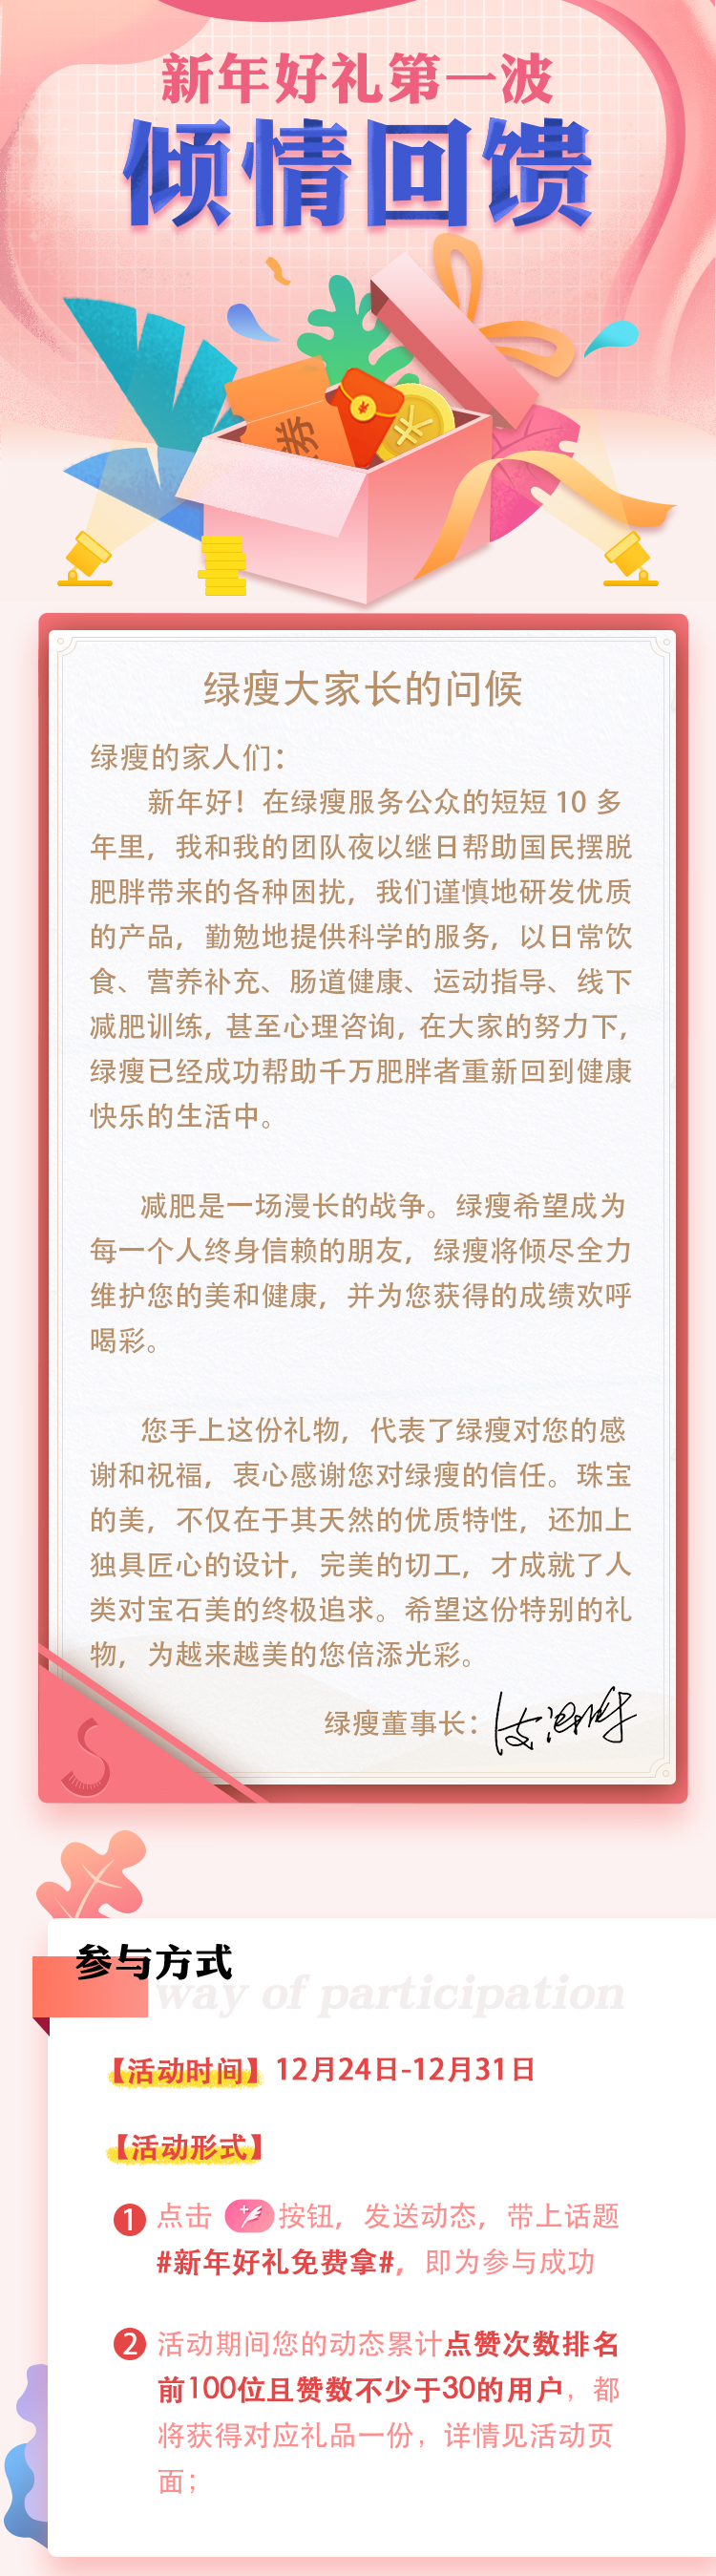 新年好礼第一波
倾情回馈
券
绿瘦大家长的问候
绿瘦的家人们：
新年好！在绿瘦服务公众的短短 10 多
年里，我和我的团队夜以继日帮助国民摆脱
肥胖带来的各种困扰，我们谨慎地研发优质
的产品，勤勉地提供科学的服务，以日常饮
食、营养补充、肠道健康、运动指导、线下
减肥训练，甚至心理咨询，在大家的努力下，
绿瘦已经成功帮助千万肥胖者重新回到健康
快乐的生活中。
减肥是一场漫长的战争。绿瘦希望成为
每一个人终身信赖的朋友，绿瘦将倾尽全力
维护您的美和健康，并为您获得的成绩欢呼
喝彩。
您手上这份礼物，代表了绿瘦对您的感
谢和祝福，衷心感谢您对绿瘦的信任。珠宝
的美，不仅在于其天然的优质特性，还加上
独具匠心的设计，完美的切工，才成就了人
类对宝石美的终极追求。希望这份特别的礼
物，为越来越美的您倍添光彩。
绿瘦董事长：
参与方式
way of participation
【活动时间】12月24日-12月31日
【活动形式】
1 点击 按钮，发送动态，带上话题
#新年好礼免费拿#，即为参与成功
2 活动期间您的动态累计点赞次数排名
前100位且赞数不少于30的用户，都
将获得对应礼品一份，详情见活动页
面；